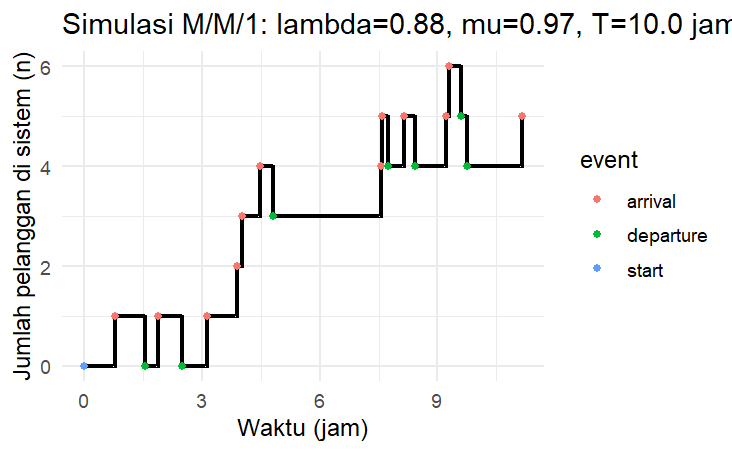 Simulasi M/M/1: lambda=0.88, mu=0.97, T=10.0 jam
Jumlah pelanggan di sistem (n)
6
4
2
0
0
3
6
9
Waktu (jam)
event
arrival
departure
start